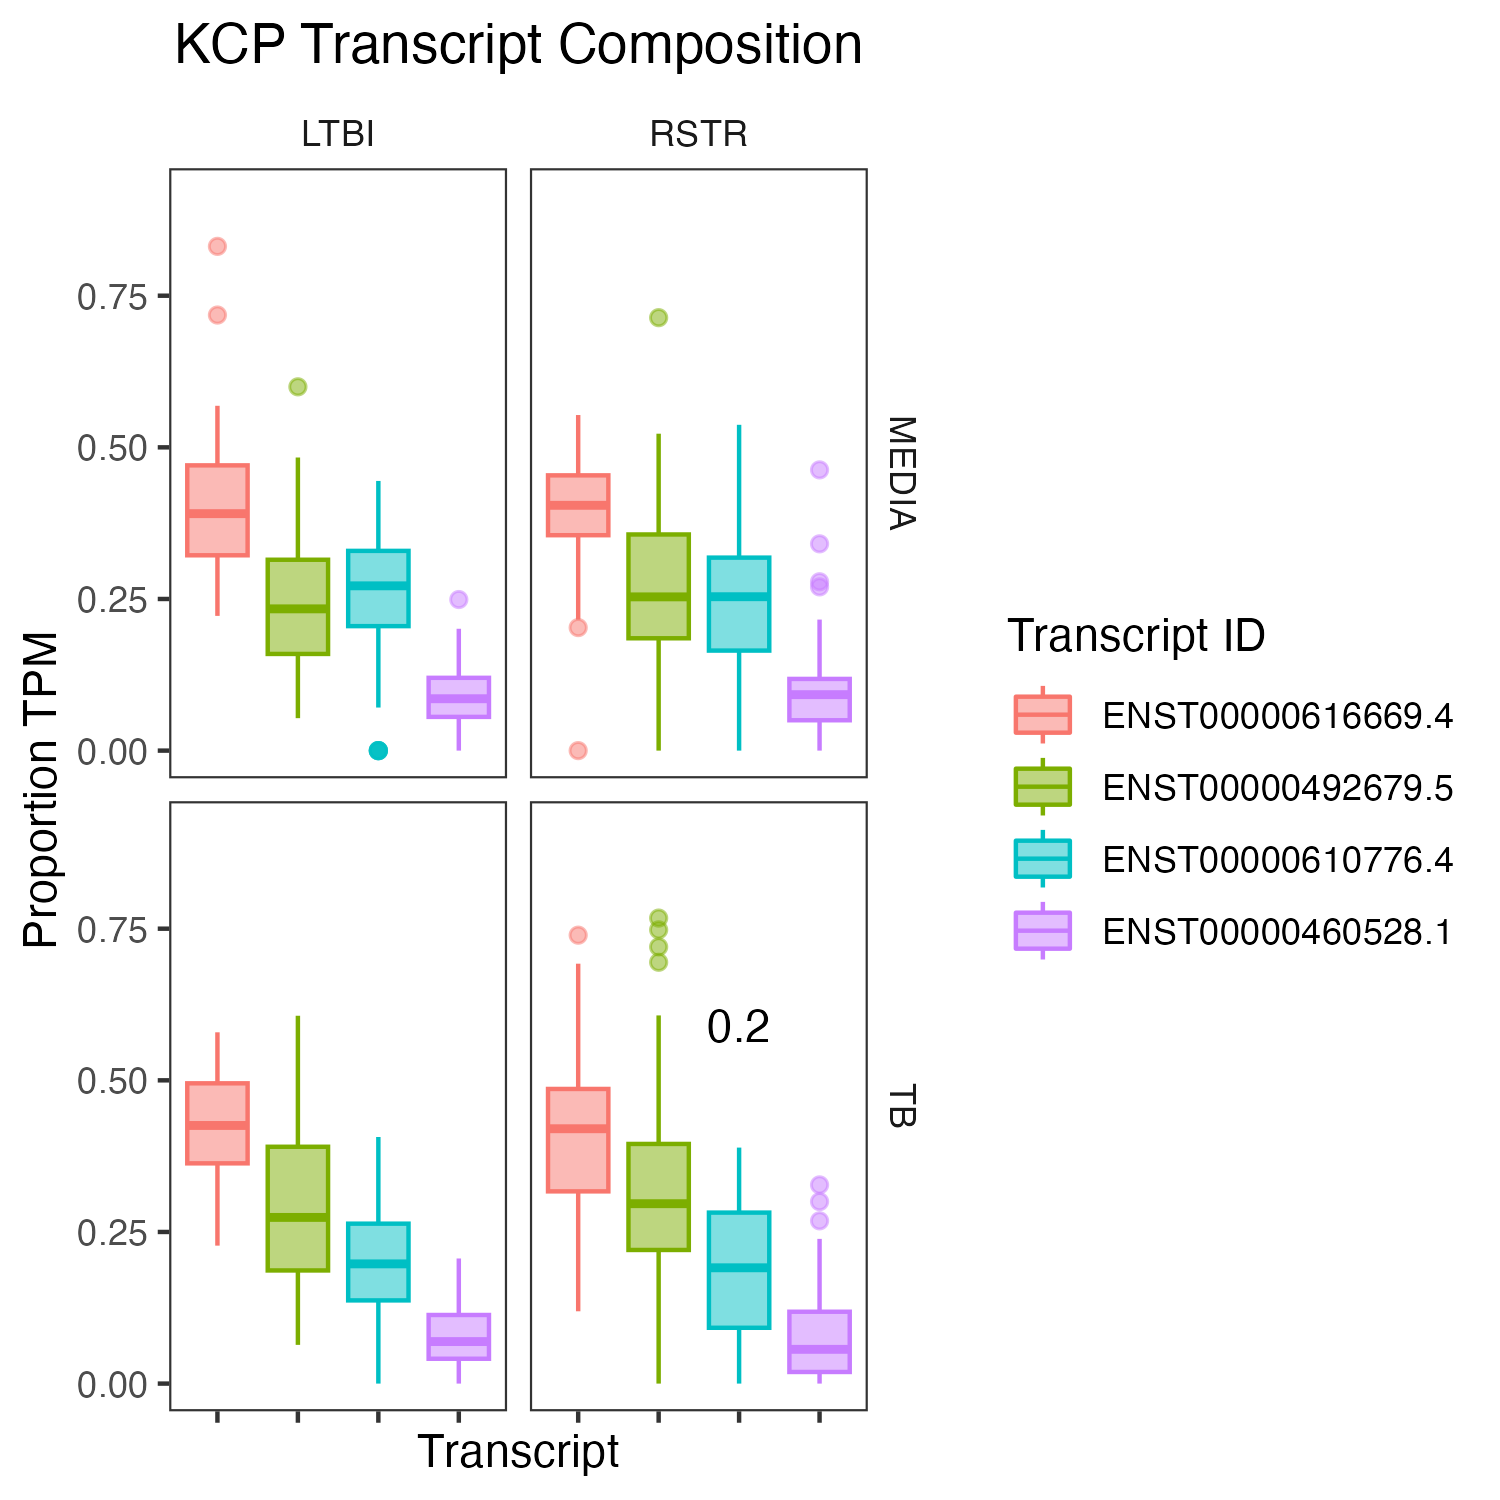 KCP Transcript Composition
LTBI
RSTR
0.75
0.50
0.25
0.00
MEDIA
0.75
0.50
0.25
0.00
0.2
TB
Proportion TPM
Transcript
Transcript ID
ENST00000616669.4
ENST00000492679.5
ENST00000610776.4
ENST00000460528.1